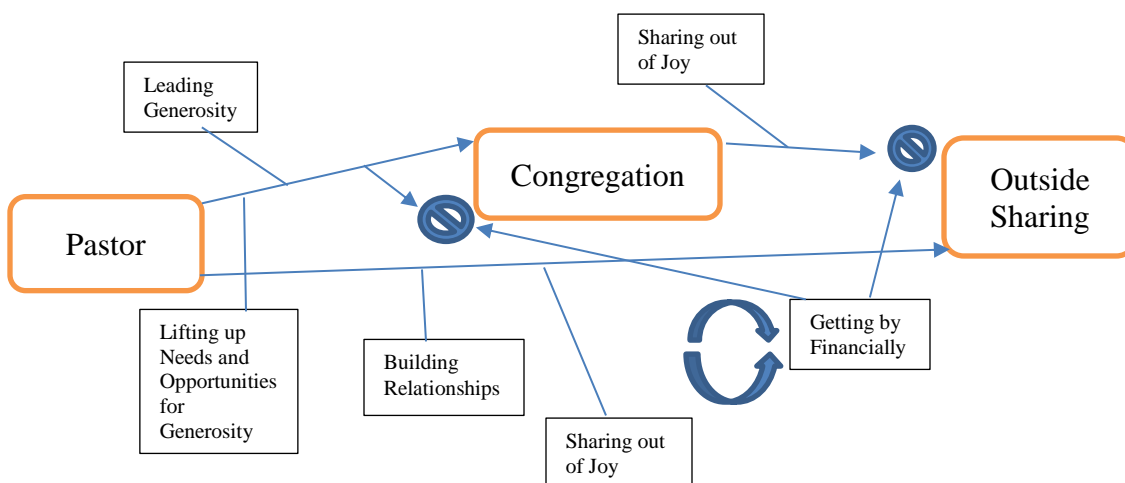 Sharing out
of Joy
Leading
Generosity
Congregation
Outside
Sharing
Pastor
Lifting up
Needs and
Opportunities
for
Generosity
Building
Relationships
Getting by
Financially
Sharing out
of Joy